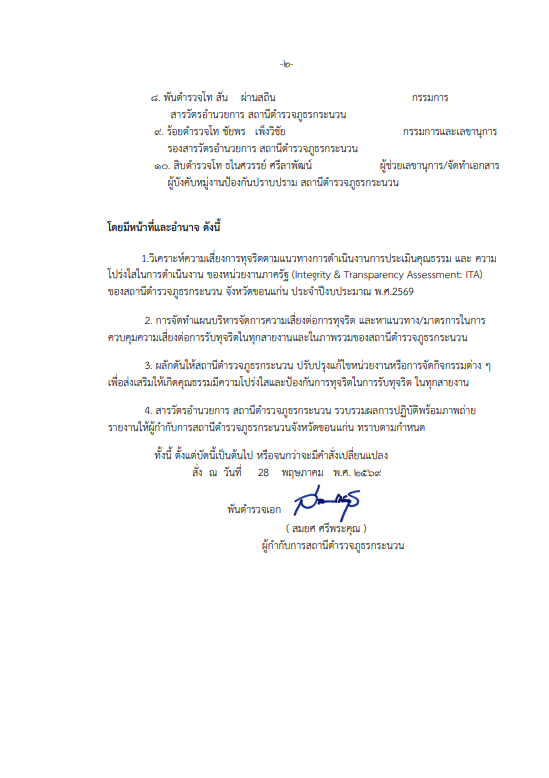 -๒-
๘. พันตำรวจโท สัน ผ่านสถิน กรรมการ
สารวัตรอำนวยการ สถานีตำรวจภูธรกระนวน
๙. ร้อยตำรวจโท ชัยพร เพ็งวิชัย กรรมการและเลขานุการ
รองสารวัตรอำนวยการ สถานีตำรวจภูธรกระนวน
๑๐. สิบตำรวจโท ธไนศวรรย์ ศรีลาพัฒน์ ผู้ช่วยเลขานุการ/จัดทำเอกสาร
ผู้บังคับหมู่งานป้องกันปราบปราม สถานีตำรวจภูธรกระนวน
โดยมีหน้าที่และอำนาจ ดังนี้
1.วิเคราะห์ความเสี่ยงการทุจริตตามแนวทางการดำเนินงานการประเมินคุณธรรม และ ความ
โปร่งใสในการดำเนินงาน ของหน่วยงานภาครัฐ (Integrity & Transparency Assessment: ITA)
ของสถานีตำรวจภูธรกระนวน จังหวัดขอนแก่น ประจำปีงบประมาณ พ.ศ.2569
2. การจัดทำแผนบริหารจัดการความเสี่ยงต่อการทุจริต และหาแนวทาง/มาตรการในการ
ควบคุมความเสี่ยงต่อการรับทุจริตในทุกสายงานและในภาพรวมของสถานีตำรวจภูธรกระนวน
3. ผลักดันให้สถานีตำรวจภูธรกระนวน ปรับปรุงแก้ไขหน่วยงานหรือการจัดกิจกรรมต่าง ๆ
เพื่อส่งเสริมให้เกิดคุณธรรมมีความโปร่งใสและป้องกันการทุจริตในการรับทุจริต ในทุกสายงาน
4. สารวัตรอำนวยการ สถานีตำรวจภูธรกระนวน รวบรวมผลการปฏิบัติพร้อมภาพถ่าย
รายงานให้ผู้กำกับการสถานีตำรวจภูธรกระนวนจังหวัดขอนแก่น ทราบตามกำหนด
ทั้งนี้ ตั้งแต่บัดนี้เป็นต้นไป หรือจนกว่าจะมีคำสั่งเปลี่ยนแปลง
สั่ง ณ วันที่ 28 พฤษภาคม พ.ศ. ๒๕๖๙
พันตำรวจเอก
( สมยศ ศรีพระคุณ )
ผู้กำกับการสถานีตำรวจภูธรกระนวน